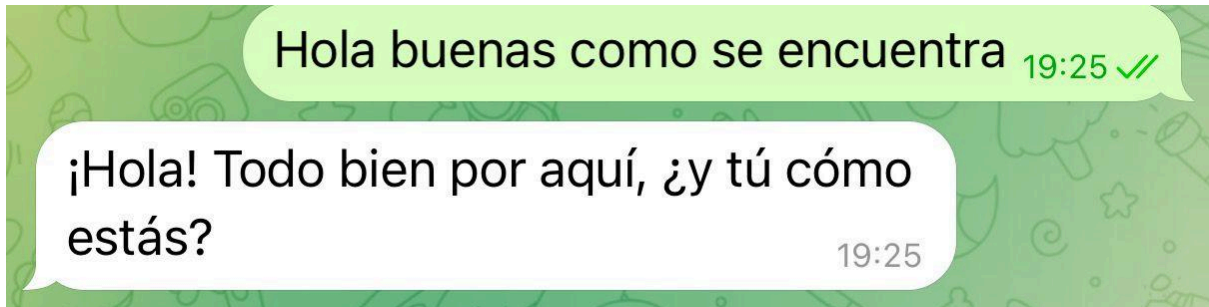 Hola buenas como se encuentra 19:25
¡Hola! Todo bien por aquí, ¿y tú cómo
estás? 19:25